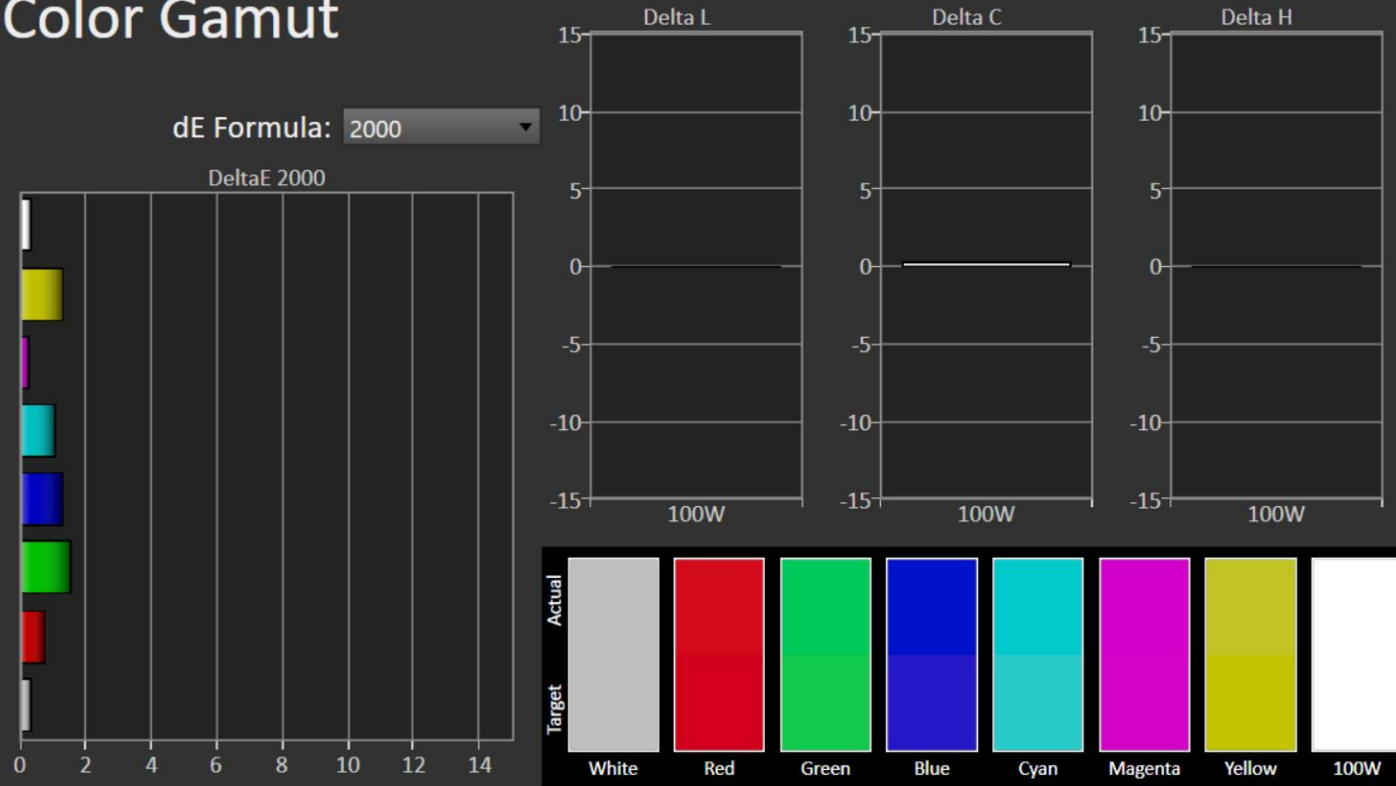 Color Gamut
dE Formula: 2000
DeltaE 2000
0 2 4 6 8 10 12 14
Delta L
15
10
5
0
-5
-10
-15
100W
Delta C
15
10
5
0
-5
-10
-15
100W
Delta H
15
10
5
0
-5
-10
-15
100W
Actual
Target
White Red Green Blue Cyan Magenta Yellow 100W